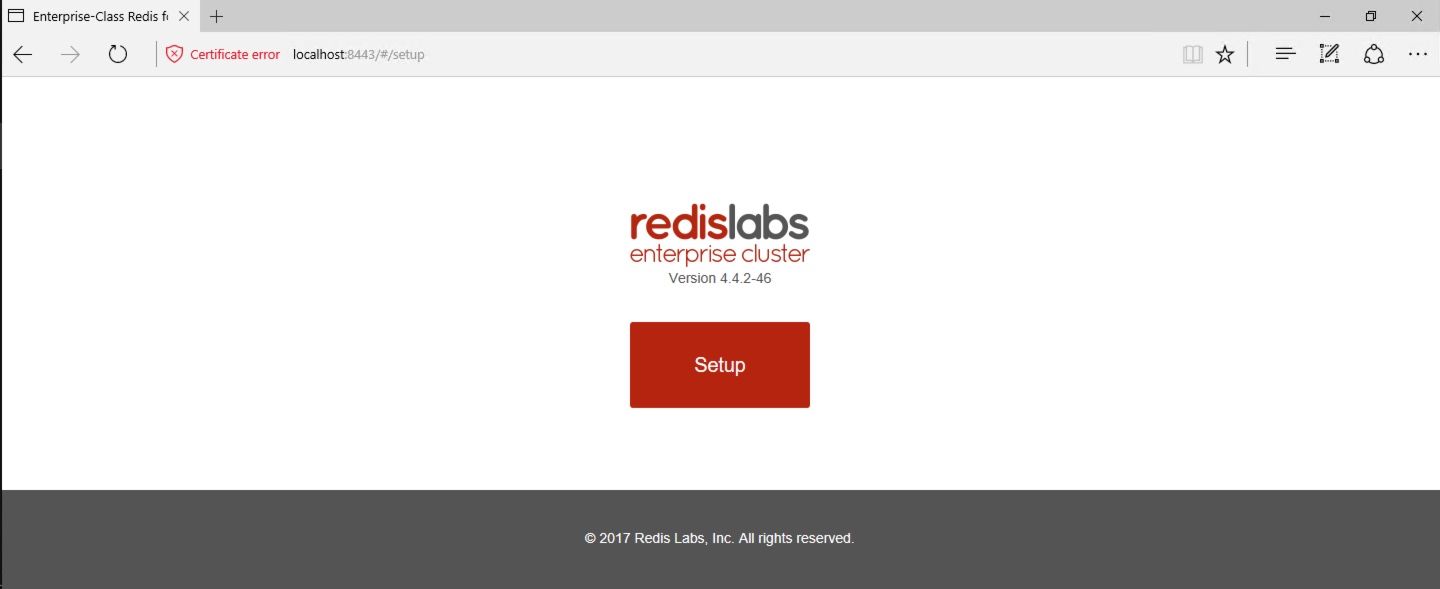 Enterprise-Class Redis f
Certificate error localhost:8443/#/setup
redislabs
enterprise cluster
Version 4.4.2-46
Setup
© 2017 Redis Labs, Inc. All rights reserved.